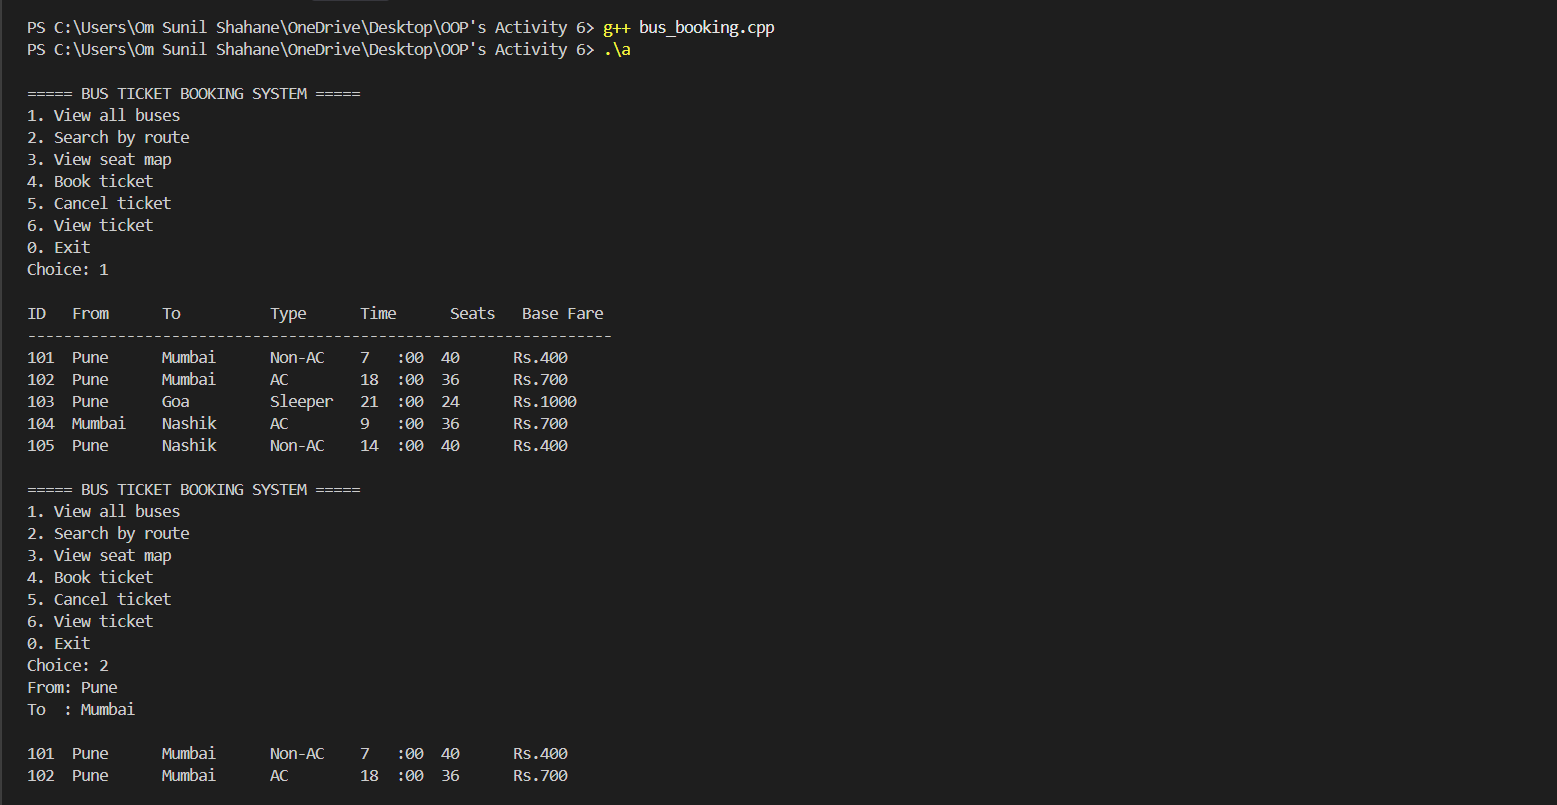 PS C:\Users\Om Sunil Shahane\OneDrive\Desktop\OOP's Activity 6> g++ bus_booking.cpp
PS C:\Users\Om Sunil Shahane\OneDrive\Desktop\OOP's Activity 6> .\a

===== BUS TICKET BOOKING SYSTEM =====
1. View all buses
2. Search by route
3. View seat map
4. Book ticket
5. Cancel ticket
6. View ticket
0. Exit
Choice: 1

ID   From      To          Type      Time      Seats   Base Fare
-----------------------------------------------------------------
101  Pune      Mumbai      Non-AC    7   :00  40      Rs.400
102  Pune      Mumbai      AC        18  :00  36      Rs.700
103  Pune      Goa         Sleeper   21  :00  24      Rs.1000
104  Mumbai    Nashik      AC        9   :00  36      Rs.700
105  Pune      Nashik      Non-AC    14  :00  40      Rs.400

===== BUS TICKET BOOKING SYSTEM =====
1. View all buses
2. Search by route
3. View seat map
4. Book ticket
5. Cancel ticket
6. View ticket
0. Exit
Choice: 2
From: Pune
To  : Mumbai

101  Pune      Mumbai      Non-AC    7   :00  40      Rs.400
102  Pune      Mumbai      AC        18  :00  36      Rs.700